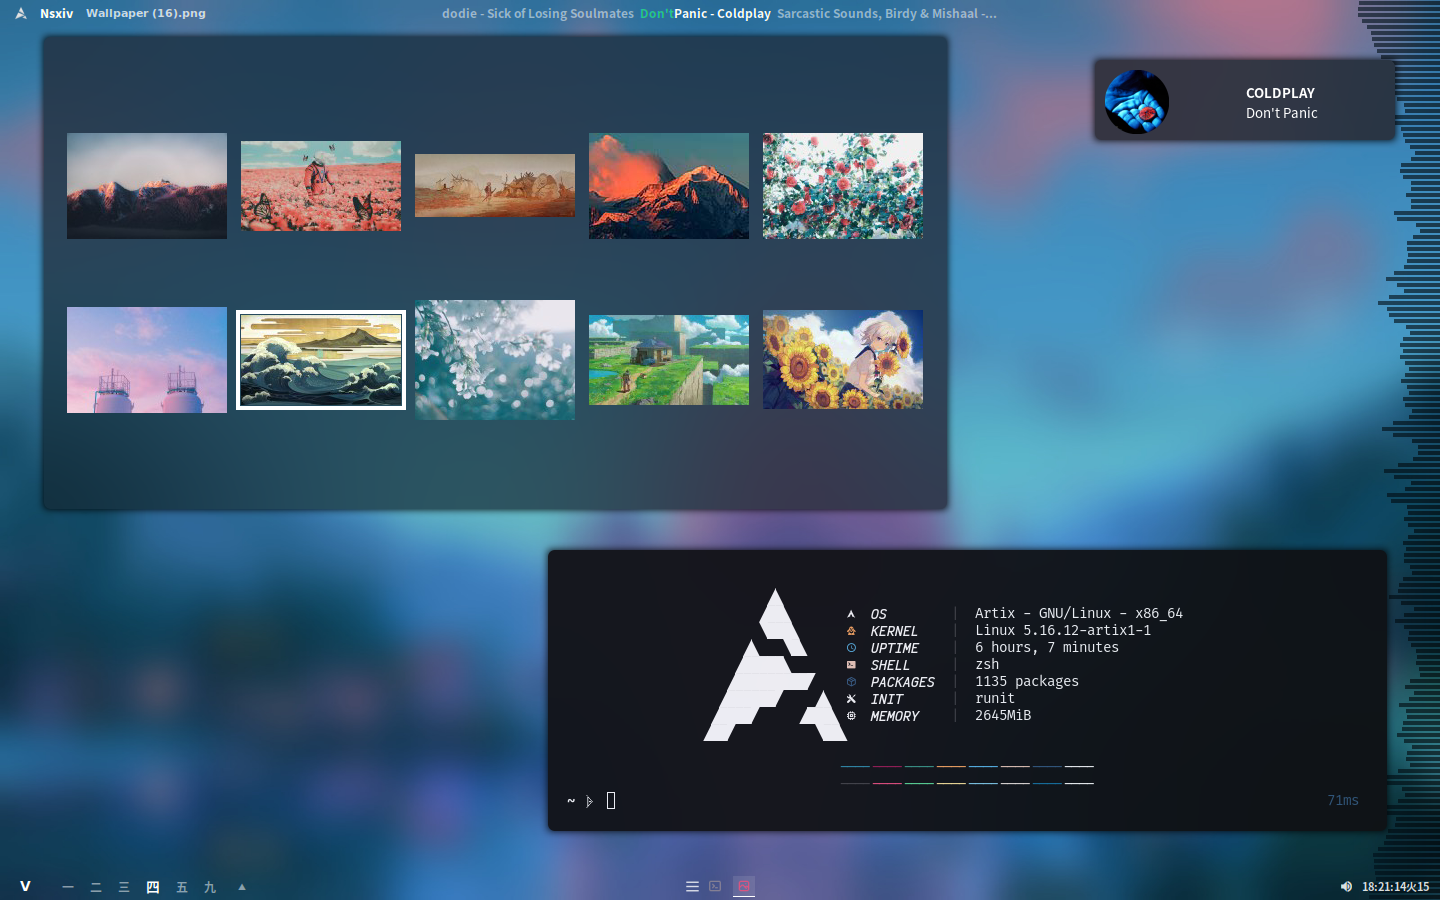 Nsxiv Wallpaper (16).png
dodie - Sick of Losing Soulmates Don't Panic - Coldplay Sarcastic Sounds, Birdy & Mishaal -...
COLDPLAY
Don't Panic
OS | Artix - GNU/Linux - x86_64
KERNEL | Linux 5.16.12-artix1-1
UPTIME | 6 hours, 7 minutes
SHELL | zsh
PACKAGES | 1135 packages
INIT | runit
MEMORY | 2645MiB
~ 71ms
V 一 二 三 四 五 九 ▲
18:21:14火15